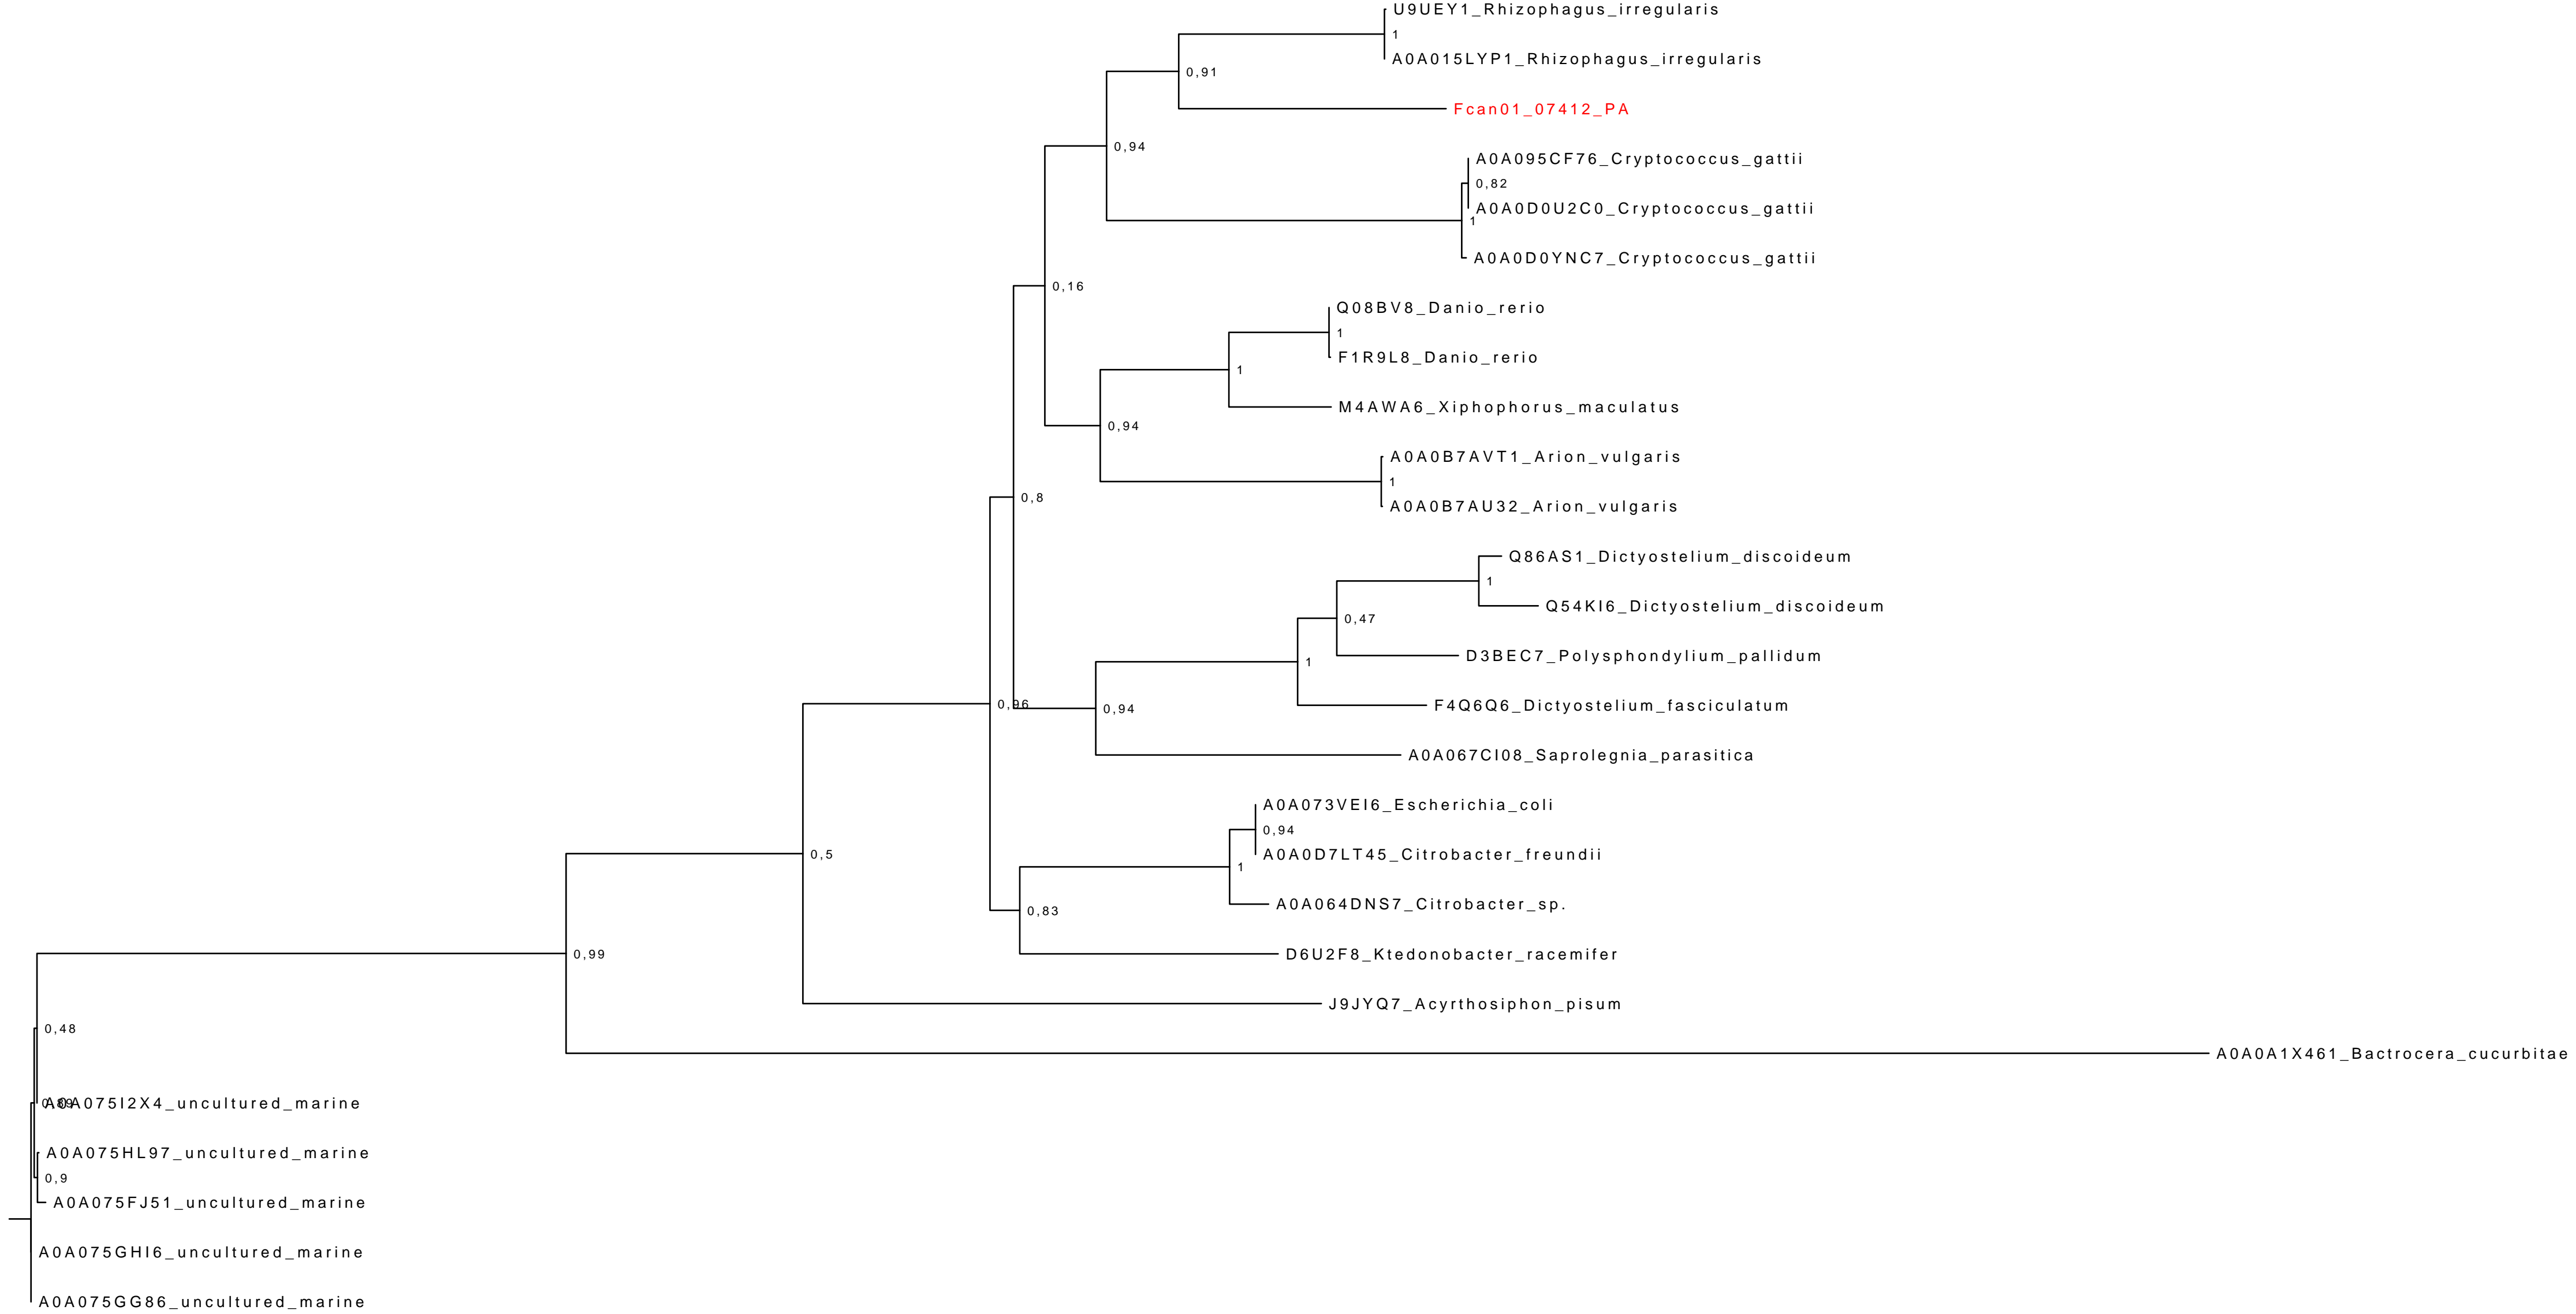 U9UEY1_Rhizophagus_irregularis
1
A0A015LYP1_Rhizophagus_irregularis
0,91
Fcan01_07412_PA
0,94
A0A095CF76_Cryptococcus_gattii
0,82
A0A0D0U2C0_Cryptococcus_gattii
1
A0A0D0YNC7_Cryptococcus_gattii
0,16
Q08BV8_Danio_rerio
1
F1R9L8_Danio_rerio
1
M4AWA6_Xiphophorus_maculatus
0,94
A0A0B7AVT1_Arion_vulgaris
1
A0A0B7AU32_Arion_vulgaris
0,8
Q86AS1_Dictyostelium_discoideum
1
Q54KI6_Dictyostelium_discoideum
0,47
D3BEC7_Polysphondylium_pallidum
1
F4Q6Q6_Dictyostelium_fasciculatum
0,96
0,94
A0A067CI08_Saprolegnia_parasitica
A0A073VEI6_Escherichia_coli
0,94
A0A0D7LT45_Citrobacter_freundii
0,5
1
A0A064DNS7_Citrobacter_sp.
0,83
D6U2F8_Ktedonobacter_racemifer
0,99
J9JYQ7_Acyrthosiphon_pisum
0,48
A0A0A1X461_Bactrocera_cucurbitae
A0A075I2X4_uncultured_marine
A0A075HL97_uncultured_marine
0,9
A0A075FJ51_uncultured_marine
A0A075GHI6_uncultured_marine
A0A075GG86_uncultured_marine